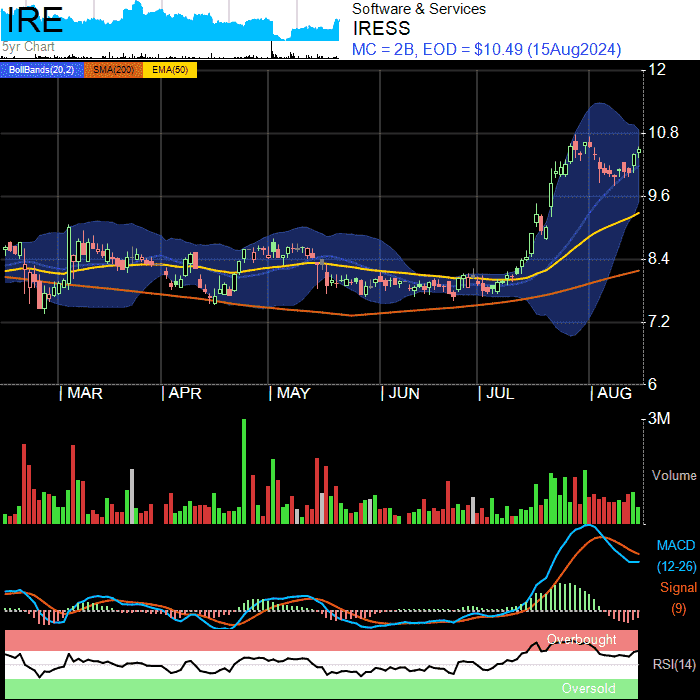 IRE
5yr Chart
Software & Services
IRESS
MC = 2B, EOD = $10.49 (15Aug2024)
BollBands(20,2) SMA(200) EMA(50)
12
10.8
9.6
8.4
7.2
6
MAR APR MAY JUN JUL AUG
3M
Volume
MACD
(12-26)
Signal
(9)
Overbought
RSI(14)
Oversold